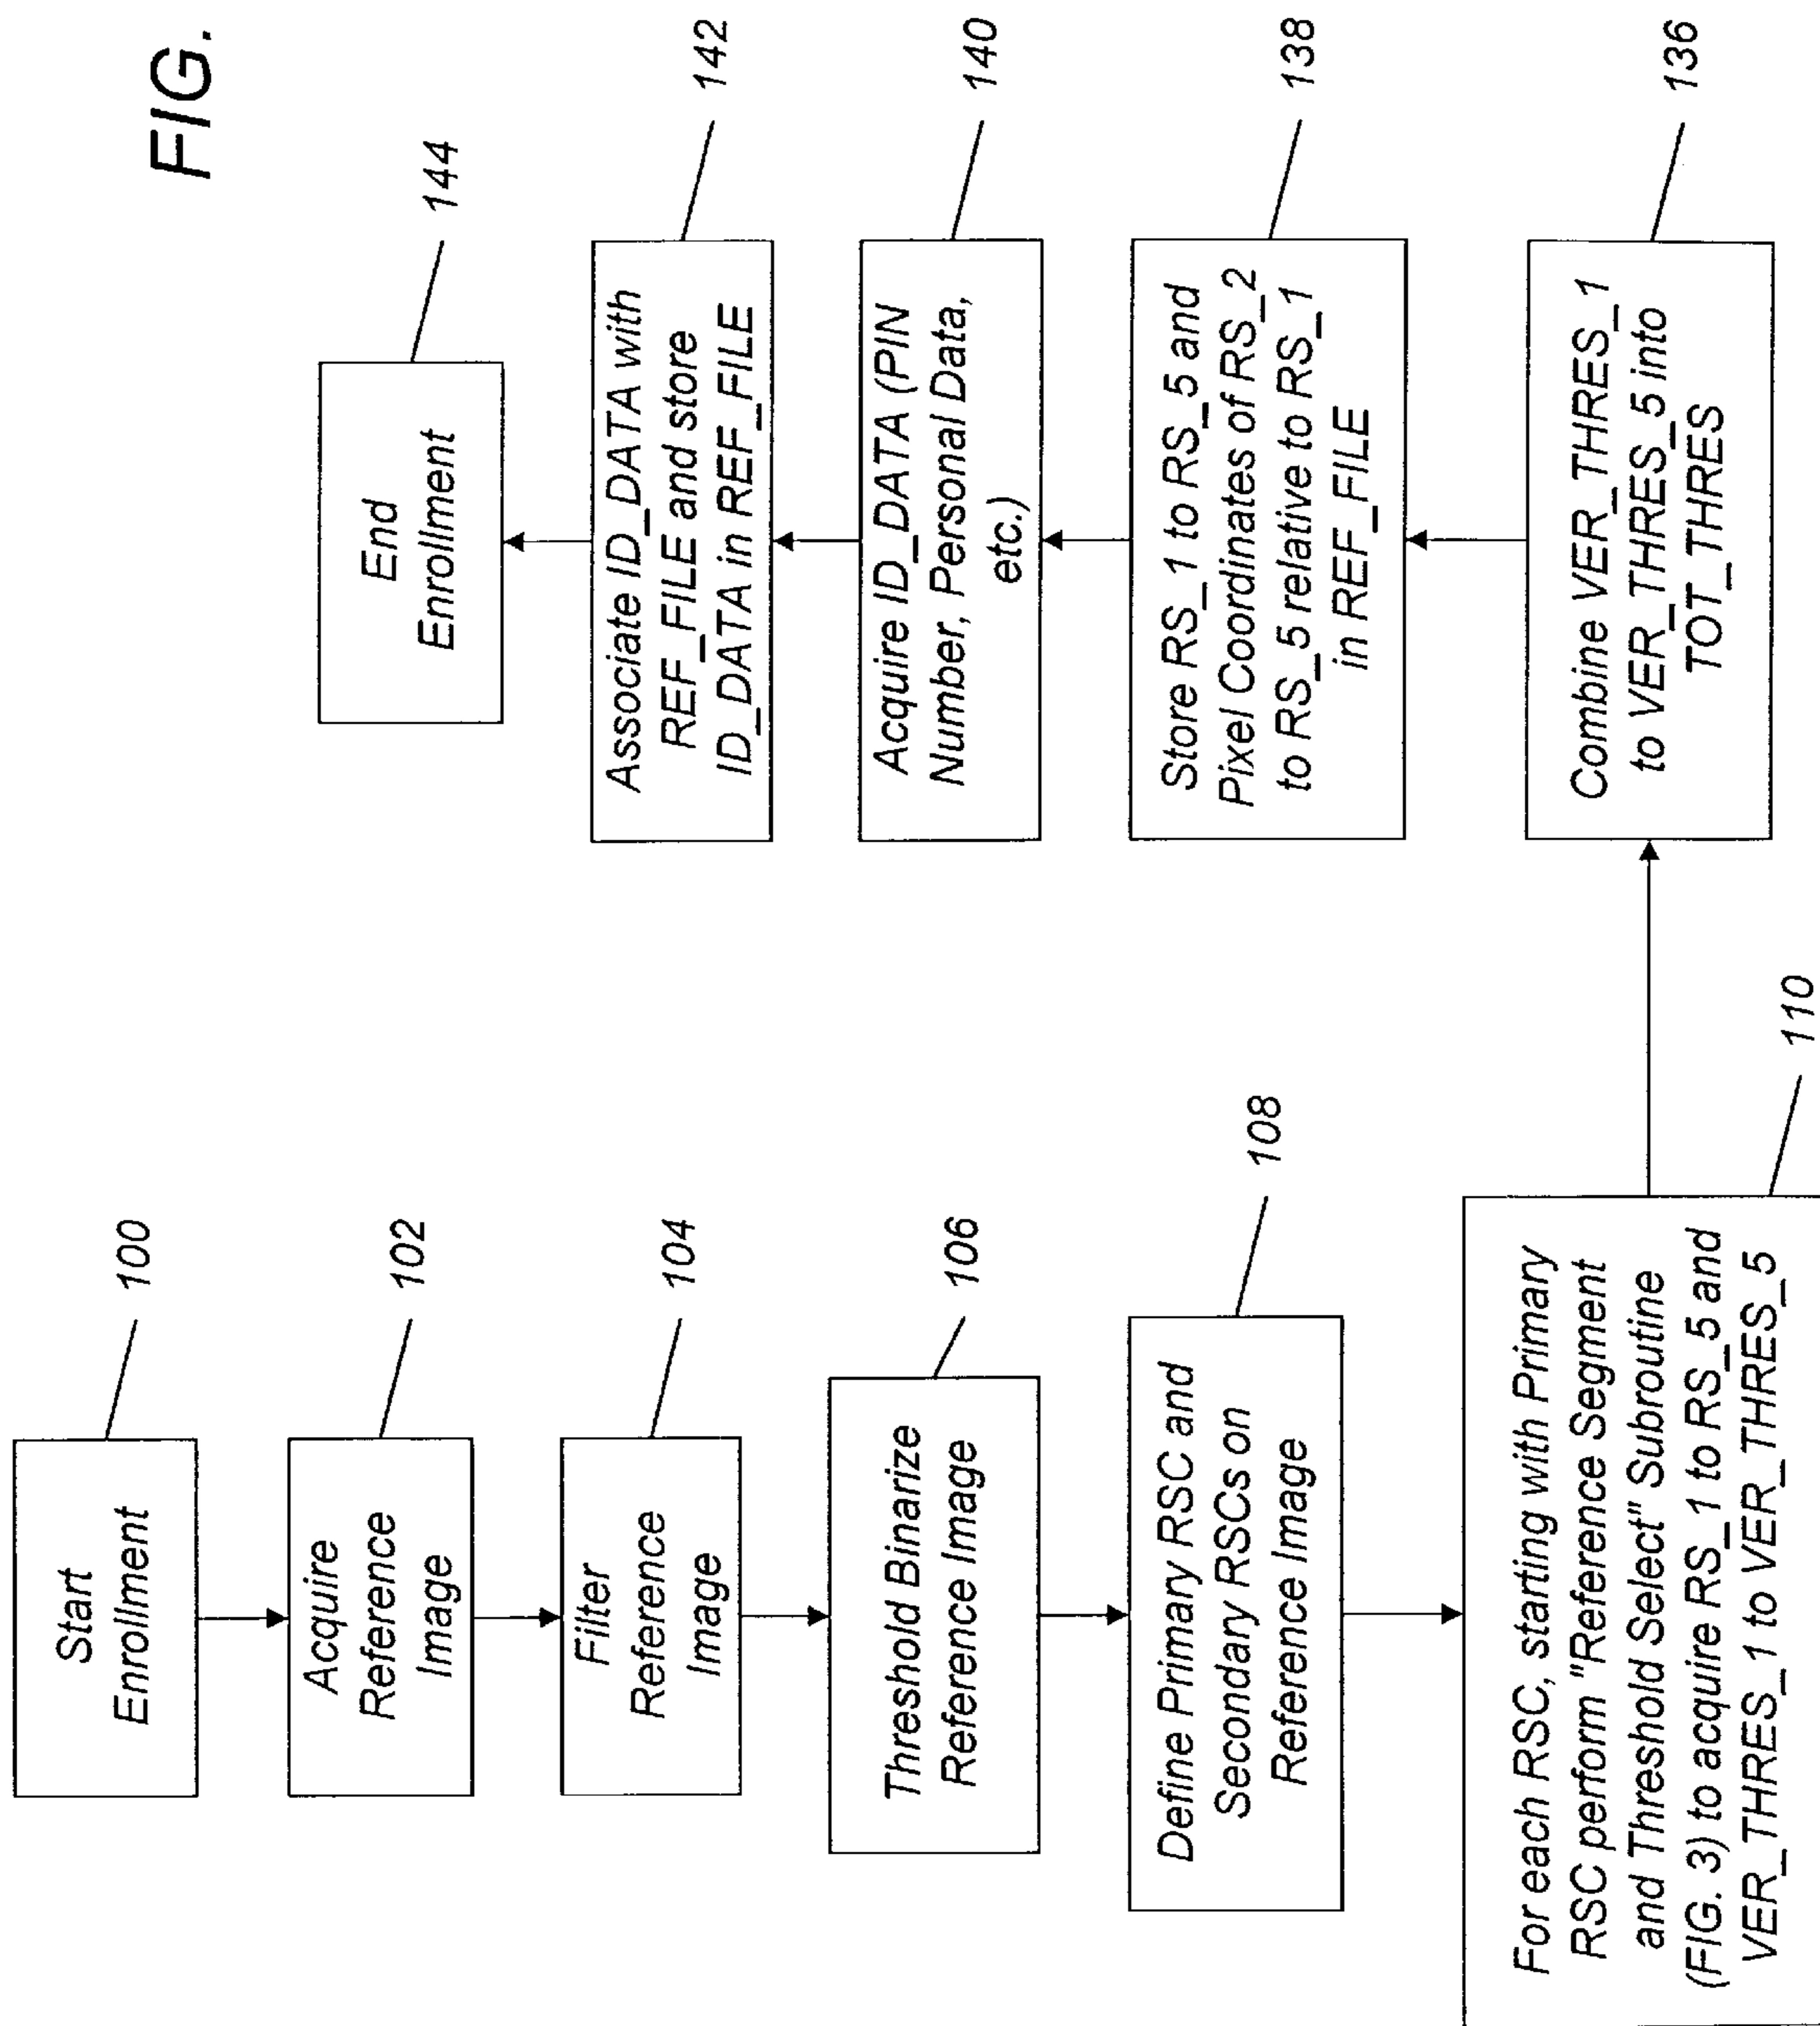 FIG.
Start
Enrollment
100
Acquire
Reference
Image
102
Filter
Reference
Image
104
Threshold Binarize
Reference Image
106
Define Primary RSC and
Secondary RSCs on
Reference Image
108
For each RSC, starting with Primary
RSC perform "Reference Segment
and Threshold Select" Subroutine
(FIG. 3) to acquire RS_1 to RS_5 and
VER_THRES_1 to VER_THRES_5
110
Combine VER_THRES_1
to VER_THRES_5 into
TOT_THRES
136
Store RS_1 to RS_5 and
Pixel Coordinates of RS_2
to RS_5 relative to RS_1
in REF_FILE
138
Acquire ID_DATA (PIN
Number, Personal Data,
etc.)
140
Associate ID_DATA with
REF_FILE and store
ID_DATA in REF_FILE
142
End
Enrollment
144